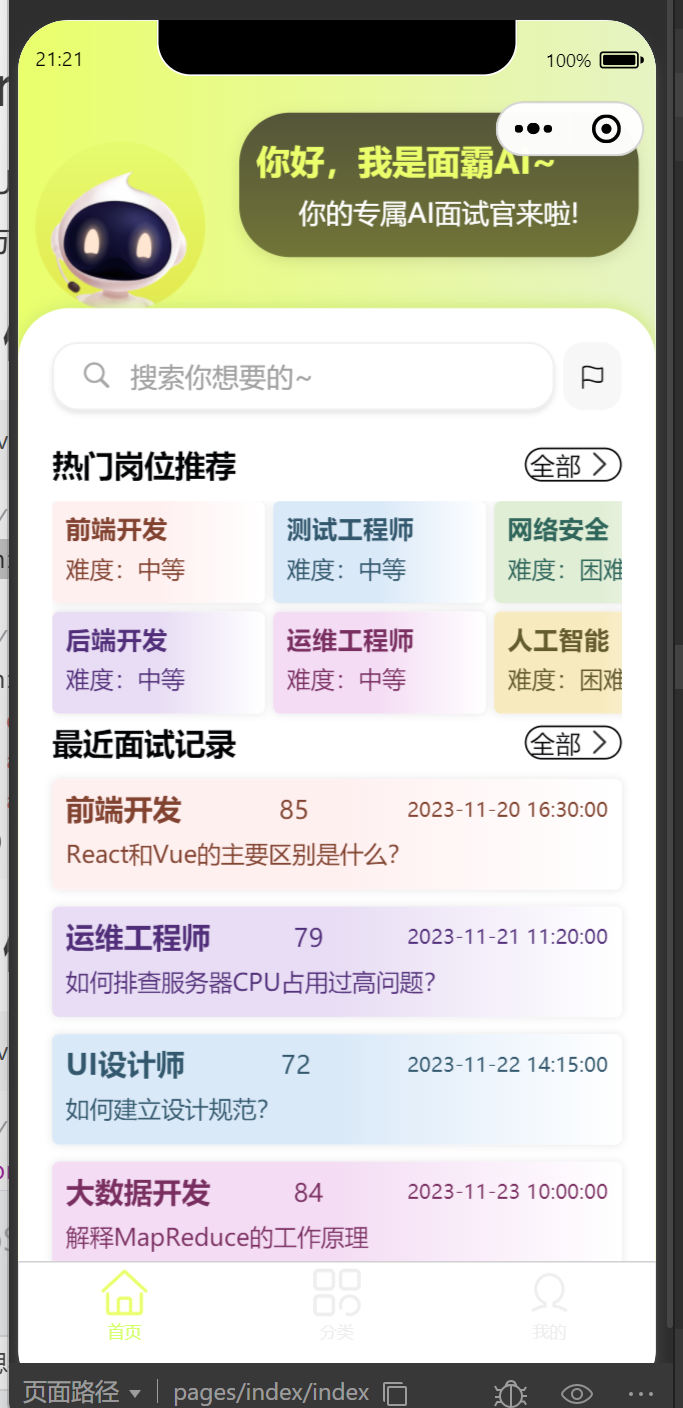 21:21
100%
你好，我是面霸AI~
你的专属AI面试官来啦!
搜索你想要的~
热门岗位推荐
全部
前端开发
难度：中等
测试工程师
难度：中等
网络安全
难度：困难
后端开发
难度：中等
运维工程师
难度：中等
人工智能
难度：困难
最近面试记录
全部
前端开发 85 2023-11-20 16:30:00
React和Vue的主要区别是什么?
运维工程师 79 2023-11-21 11:20:00
如何排查服务器CPU占用过高问题?
UI设计师 72 2023-11-22 14:15:00
如何建立设计规范?
大数据开发 84 2023-11-23 10:00:00
解释MapReduce的工作原理
首页
分类
我的
页面路径
pages/index/index